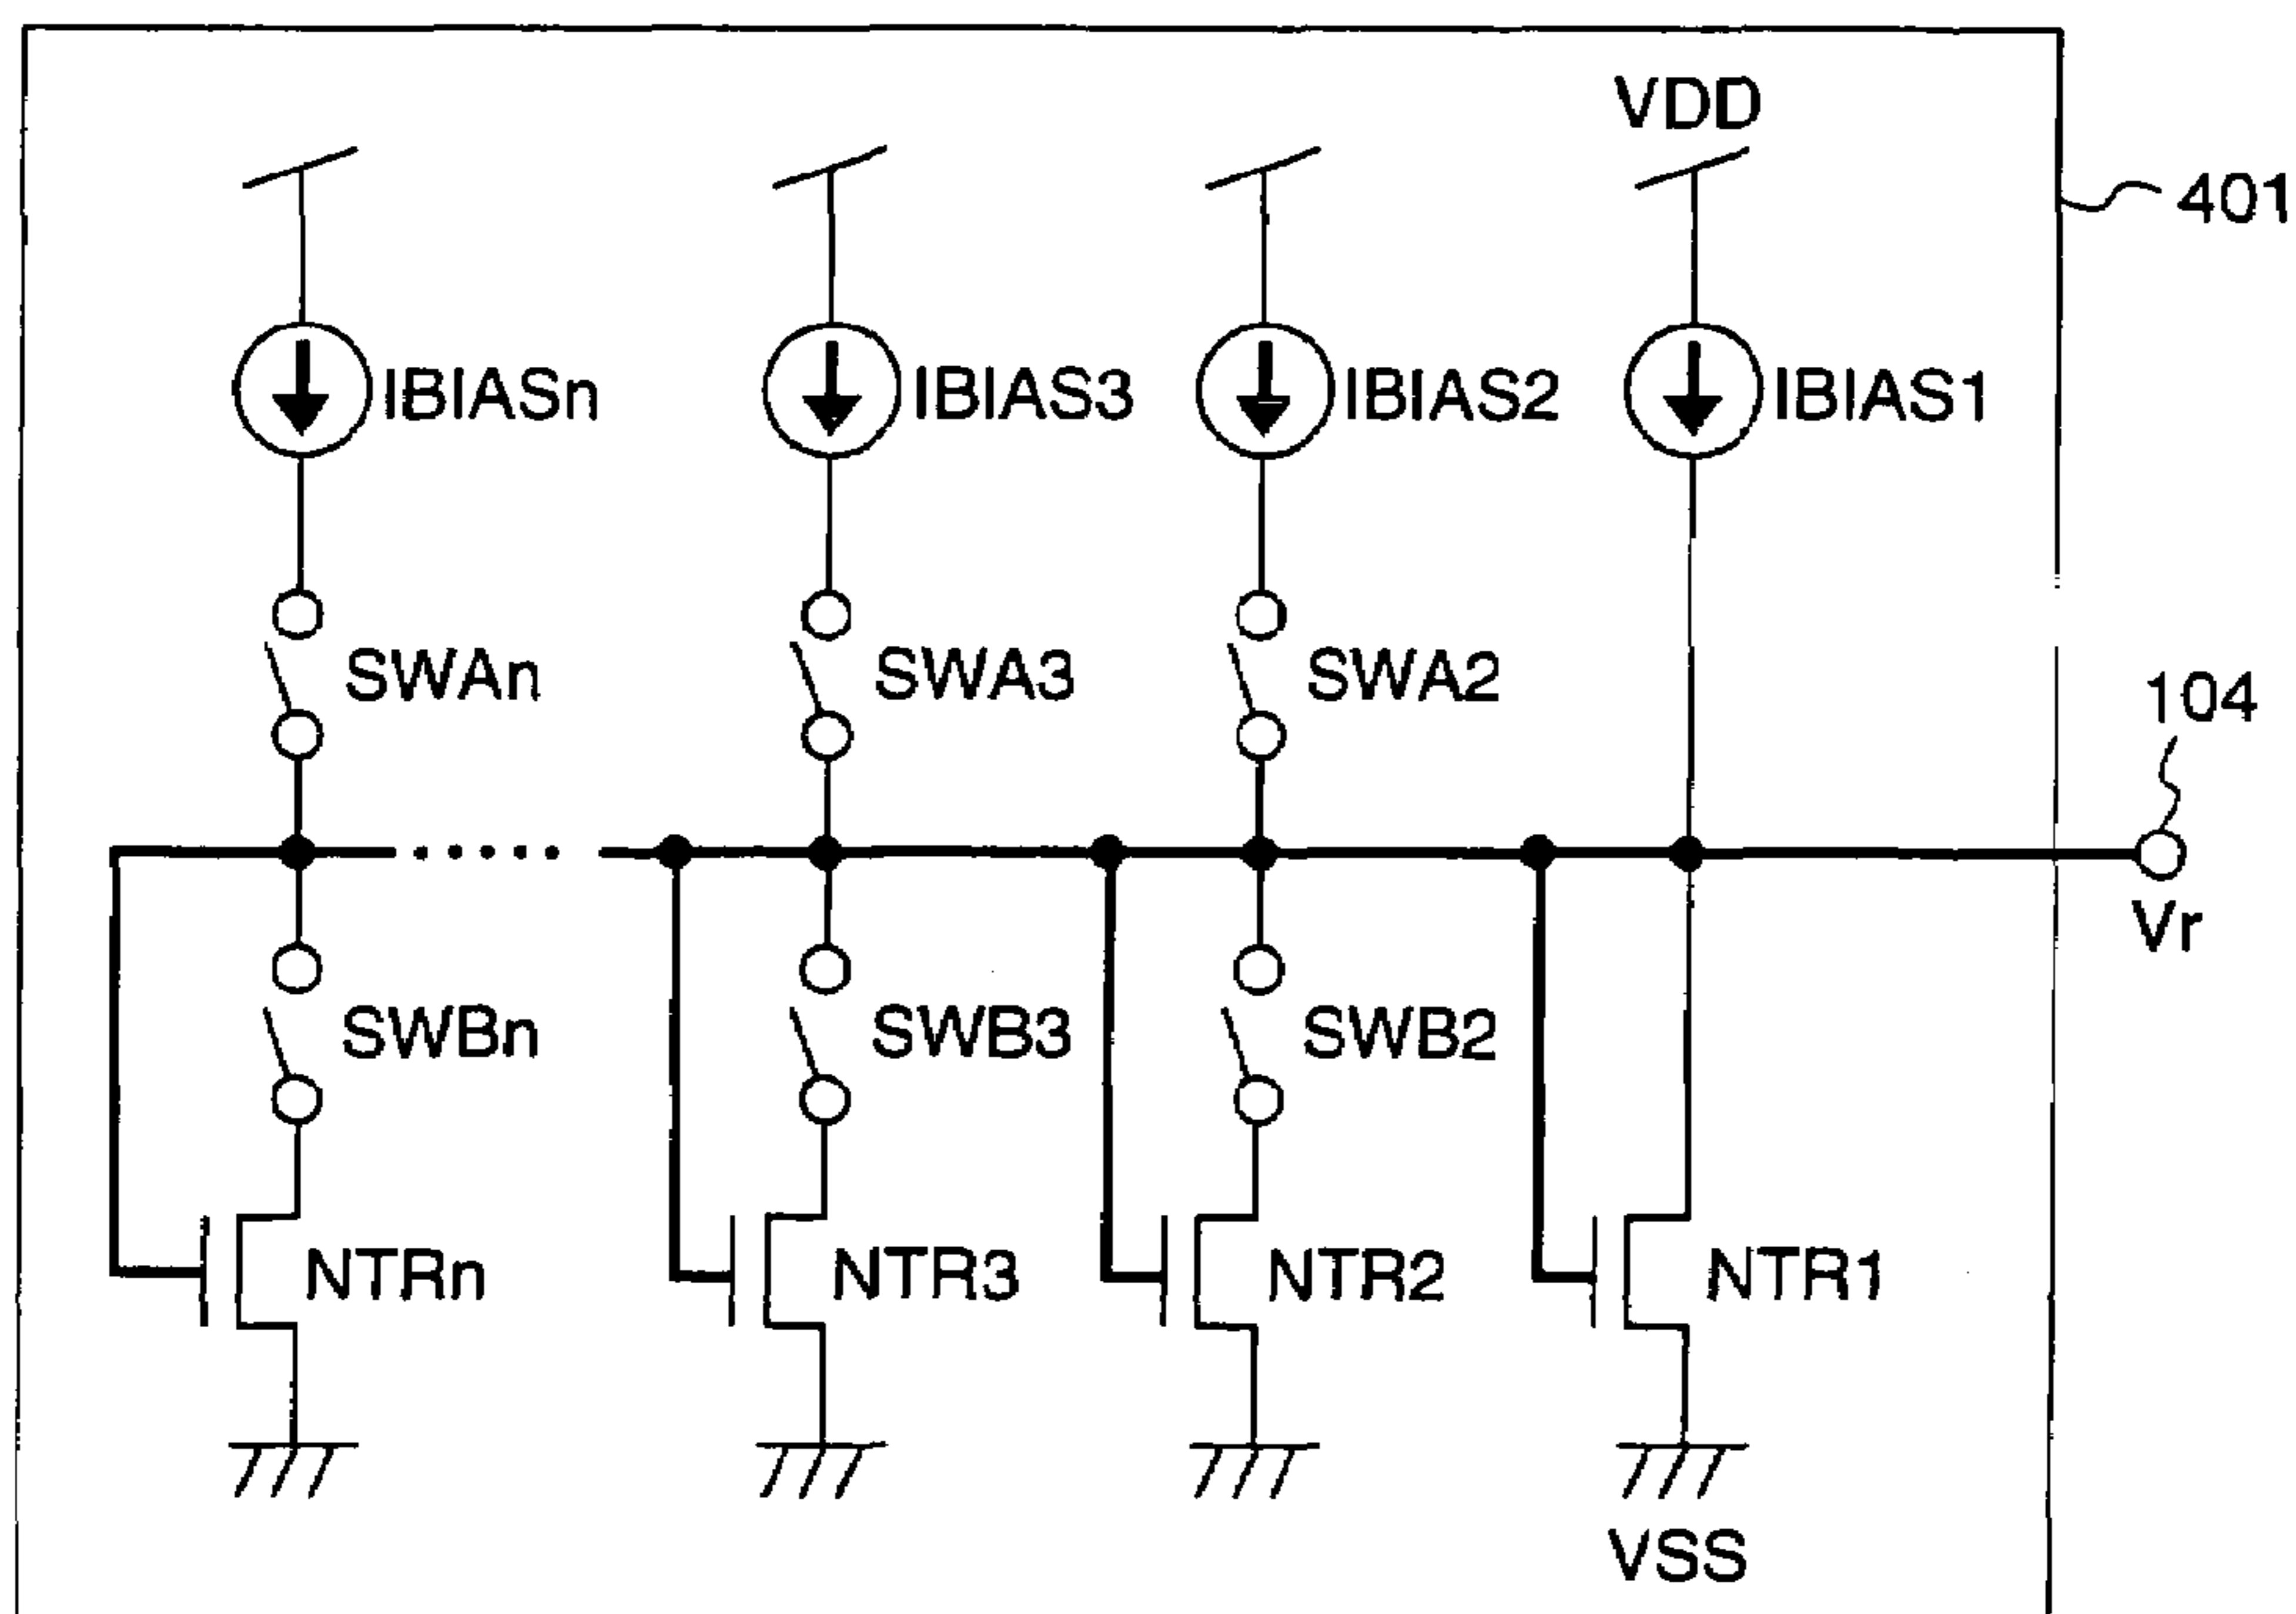 VDD
401
IBIASn
IBIAS3
IBIAS2
IBIAS1
SWAn
SWA3
SWA2
104
Vr
SWBn
SWB3
SWB2
NTRn
NTR3
NTR2
NTR1
VSS